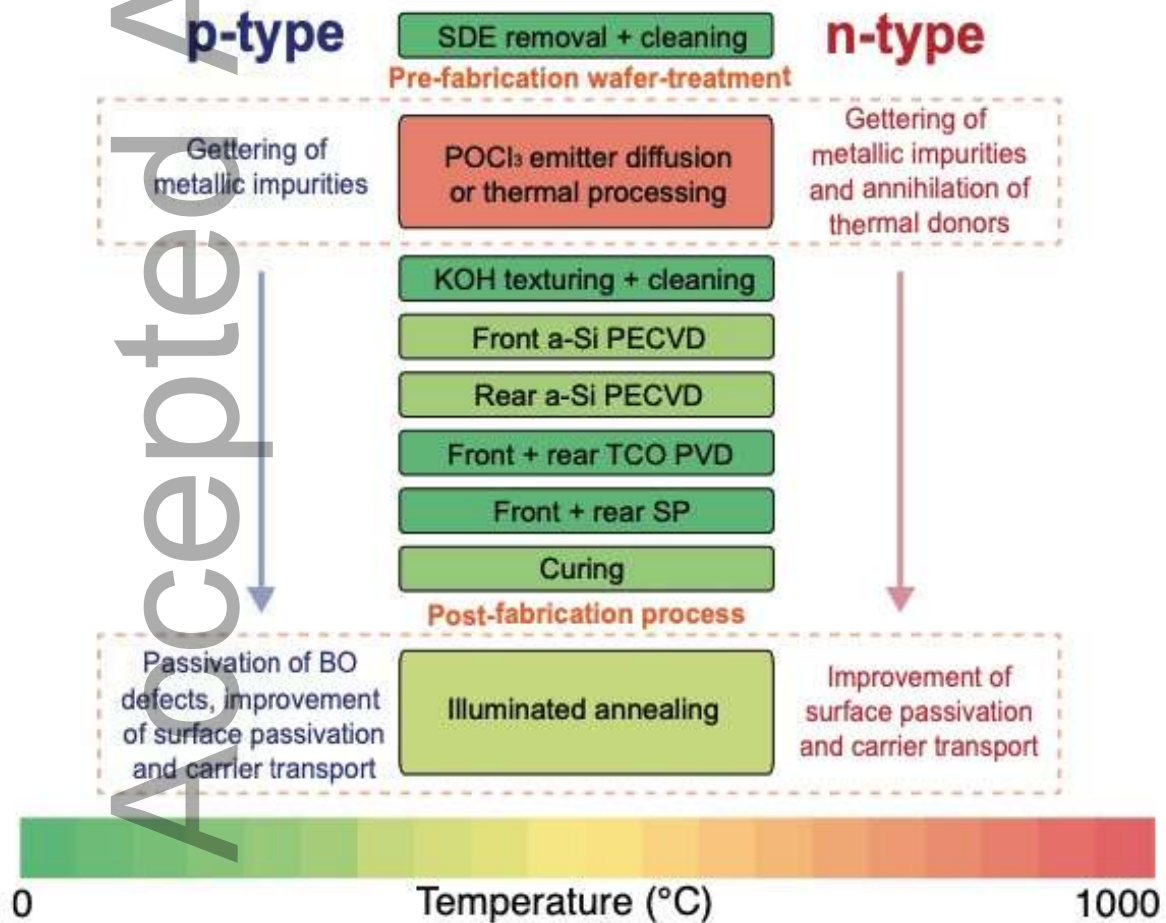 p-type
SDE removal + cleaning
n-type
Pre-fabrication wafer-treatment
Gettering of
metallic impurities
POCl₃ emitter diffusion
or thermal processing
Gettering of
metallic impurities
and annihilation of
thermal donors
KOH texturing + cleaning
Front a-Si PECVD
Rear a-Si PECVD
Front + rear TCO PVD
Front + rear SP
Curing
Post-fabrication process
Passivation of BO
defects, improvement
of surface passivation
and carrier transport
Illuminated annealing
Improvement of
surface passivation
and carrier transport
0
Temperature (°C)
1000
Accepted A